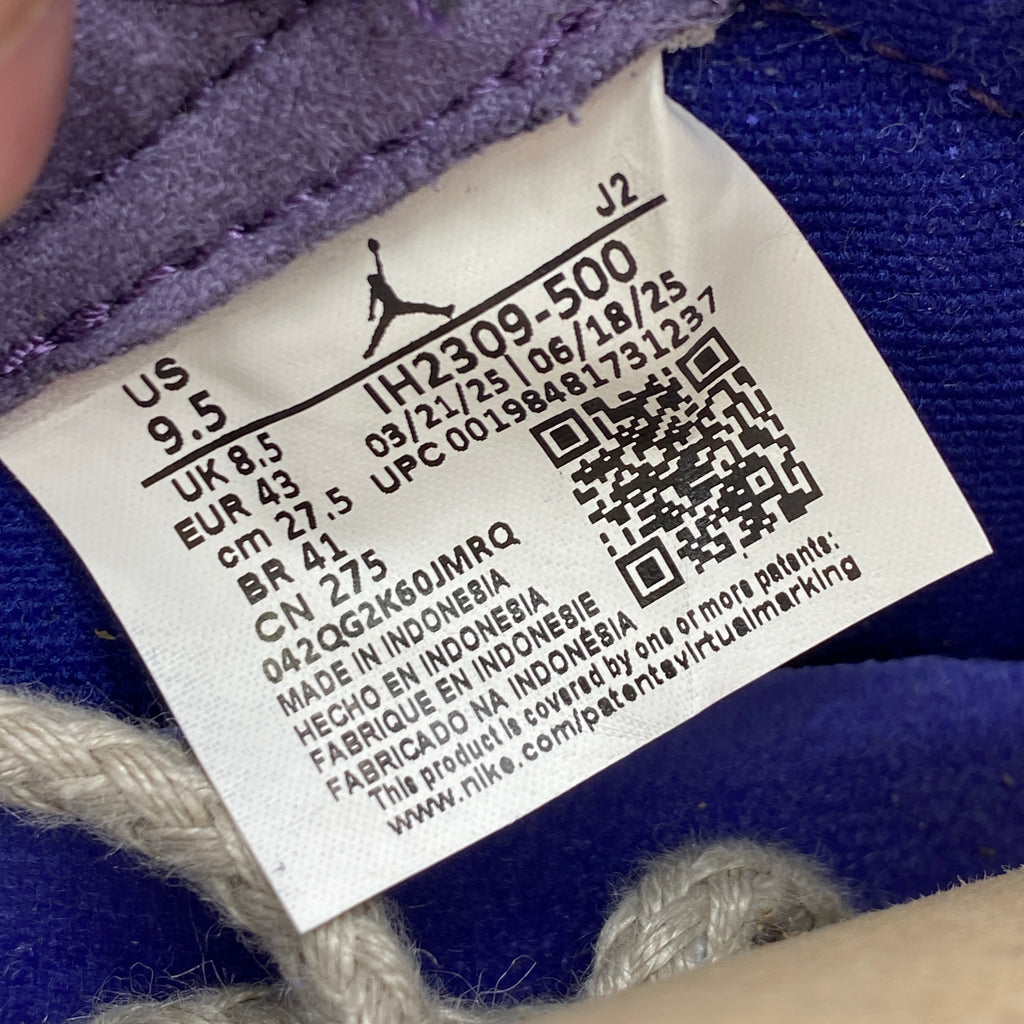 J2
US
9.5
IH2309-500
UK 8.5
03/21/25 | 06/18/25
EUR 43
UPC 00198481731237
cm 27.5
BR 41
CN 275
042QG2K60JMRQ
MADE IN INDONESIA
HECHO EN INDONESIA
FABRIQUE EN INDONESIE
FABRICADO NA INDONÉSIA
This product is covered by one or more patents:
www.nike.com/patentsvirtualmarking